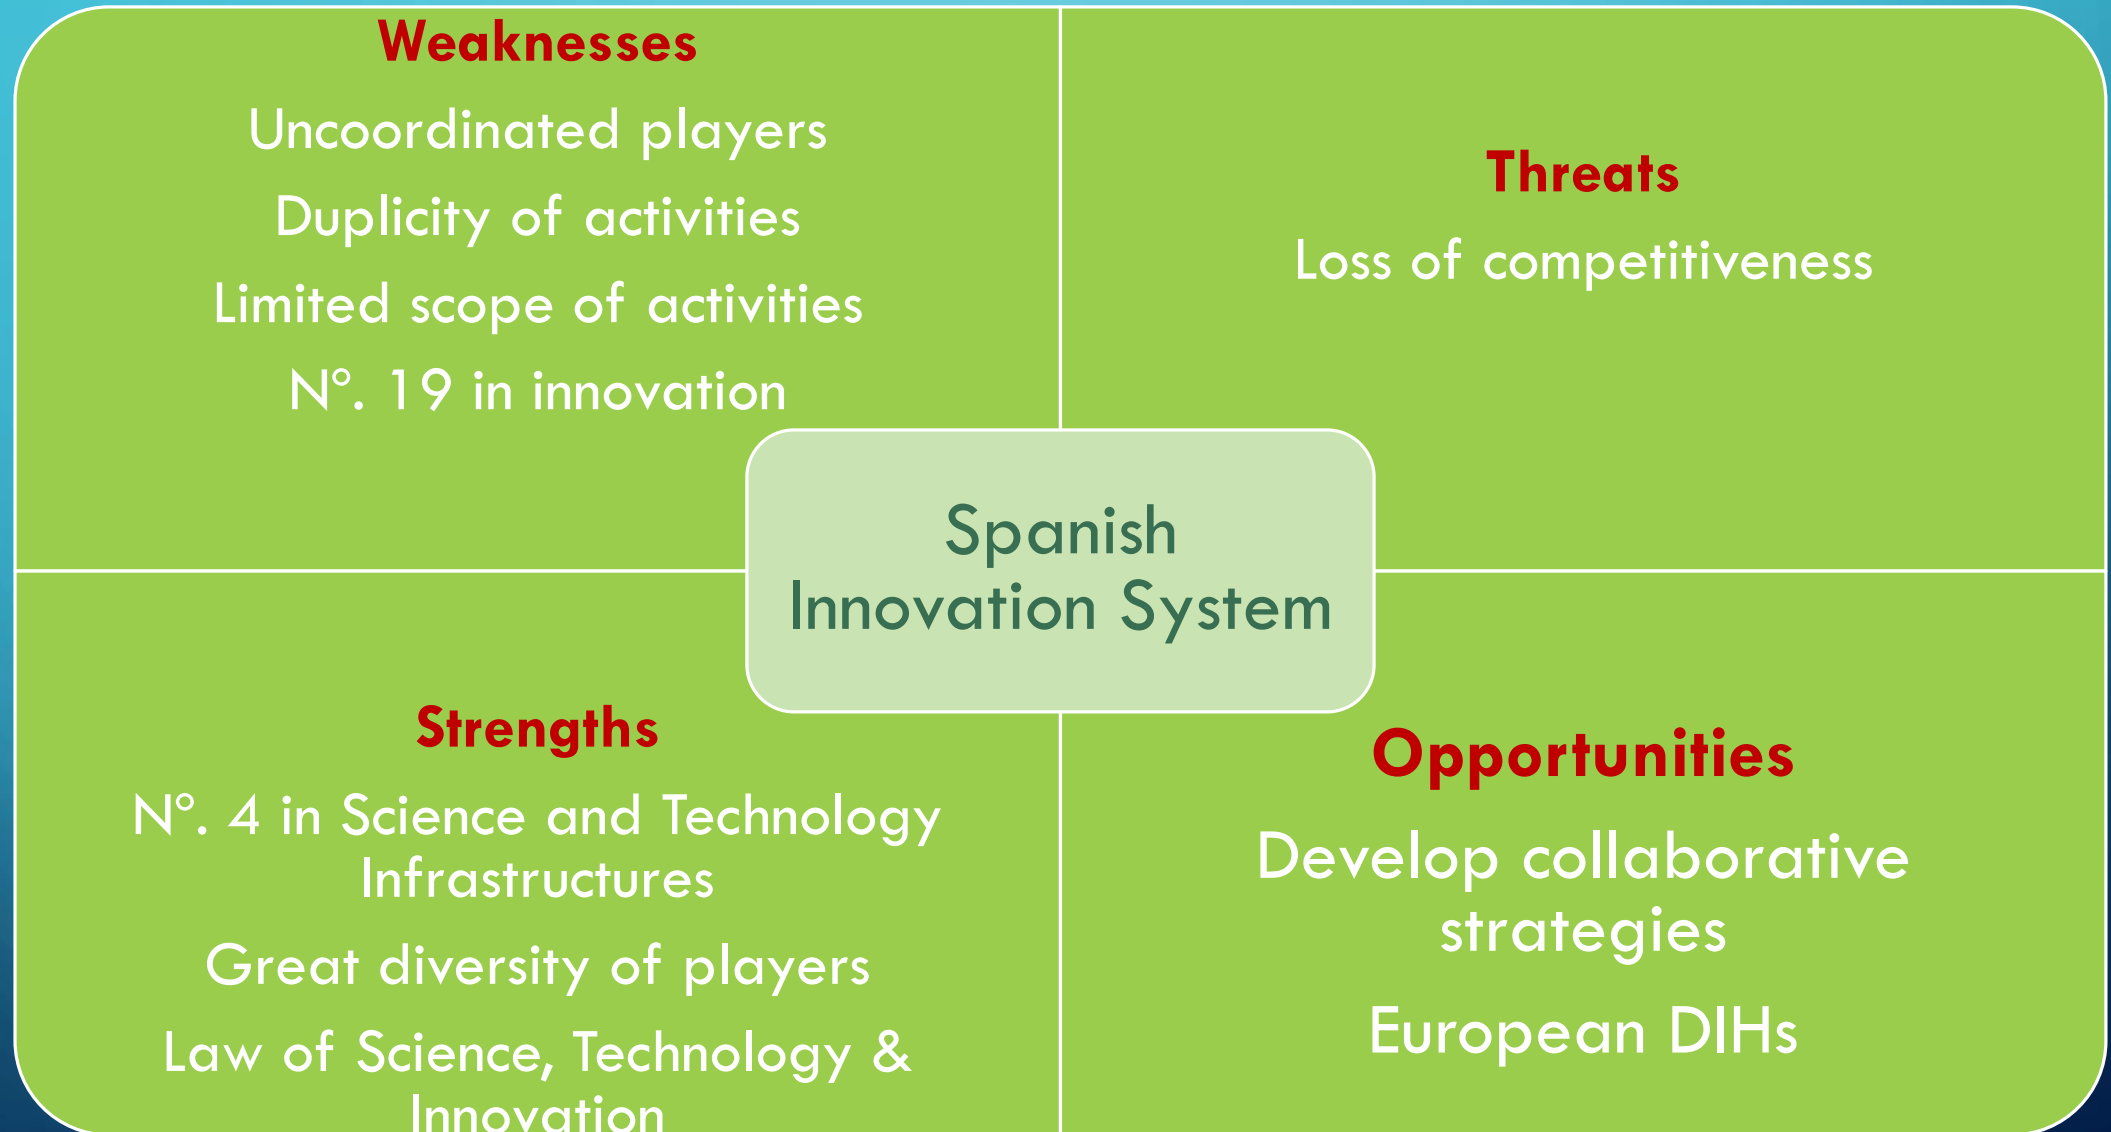 Weaknesses
Uncoordinated players
Duplicity of activities
Limited scope of activities
Nº. 19 in innovation
Threats
Loss of competitiveness
Spanish
Innovation System
Strengths
Nº. 4 in Science and Technology
Infrastructures
Great diversity of players
Law of Science, Technology &
Innovation
Opportunities
Develop collaborative
strategies
European DIHs